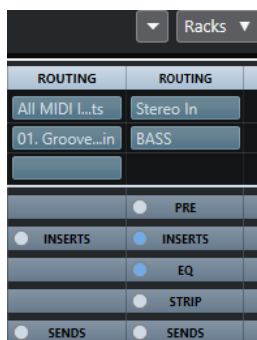 Racks
ROUTING ROUTING
All MIDI I...ts Stereo In
01. Groove...in BASS
PRE
INSERTS INSERTS
EQ
STRIP
SENDS SENDS